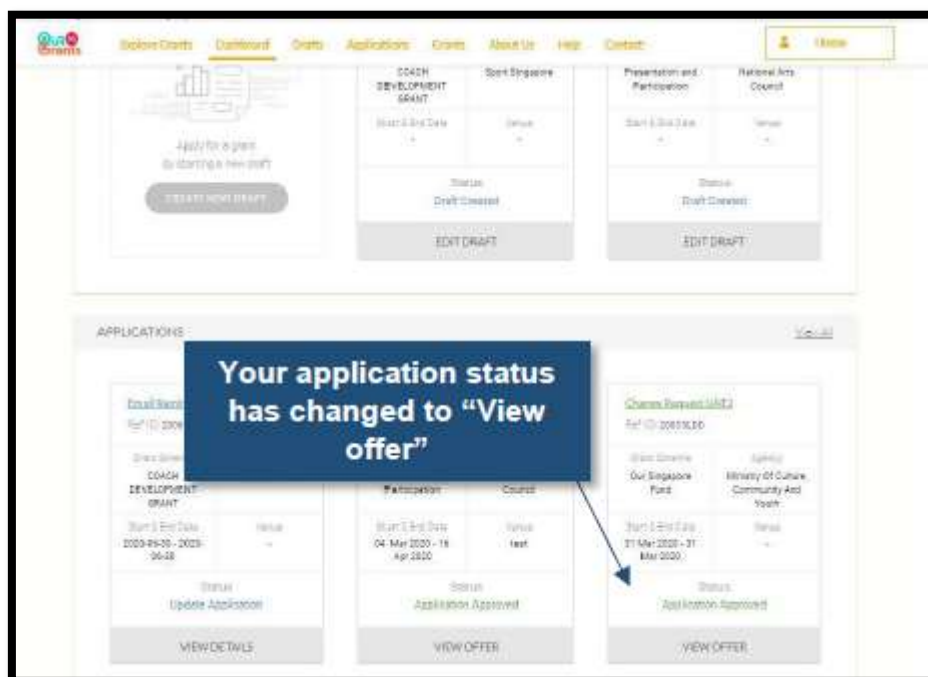 Our SG Grants
Explore Grants Dashboard Drafts Applications Grants About Us Help Contact
Apply for a grant
by starting a new draft
CREATE NEW DRAFT
COACH
DEVELOPMENT
GRANT
Sport Singapore
Start & End Date
-
Venue
-
Status
Draft Created
EDIT DRAFT
Presentation and
Participation
National Arts
Council
Start & End Date
-
Venue
-
Status
Draft Created
EDIT DRAFT
APPLICATIONS
View All
Your application status
has changed to “View
offer”
Email
Ref ID
COACH
DEVELOPMENT
GRANT
Start & End Date
Venue
-
Status
Update Application
VIEW DETAILS
Participation
Council
Start & End Date
04 Mar 2020 - 16
Apr 2020
Venue
test
Status
Application Approved
VIEW OFFER
Change Request
Ref ID
Grant Scheme
Our Singapore
Fund
Agency
Ministry Of Culture
Community And
Youth
Start & End Date
31 Mar 2020 - 31
Mar 2020
Venue
-
Status
Application Approved
VIEW OFFER